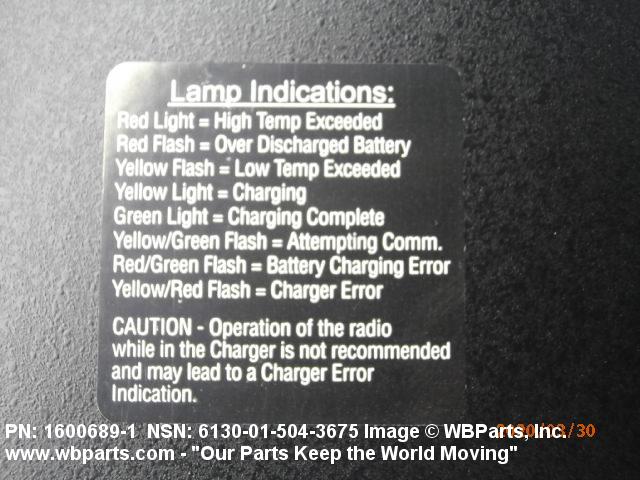 Lamp Indications:
Red Light = High Temp Exceeded
Red Flash = Over Discharged Battery
Yellow Flash = Low Temp Exceeded
Yellow Light = Charging
Green Light = Charging Complete
Yellow/Green Flash = Attempting Comm.
Red/Green Flash = Battery Charging Error
Yellow/Red Flash = Charger Error
CAUTION - Operation of the radio
while in the Charger is not recommended
and may lead to a Charger Error
Indication.
PN: 1600689-1 NSN: 6130-01-504-3675 Image © WBParts, Inc.
www.wbparts.com - "Our Parts Keep the World Moving"